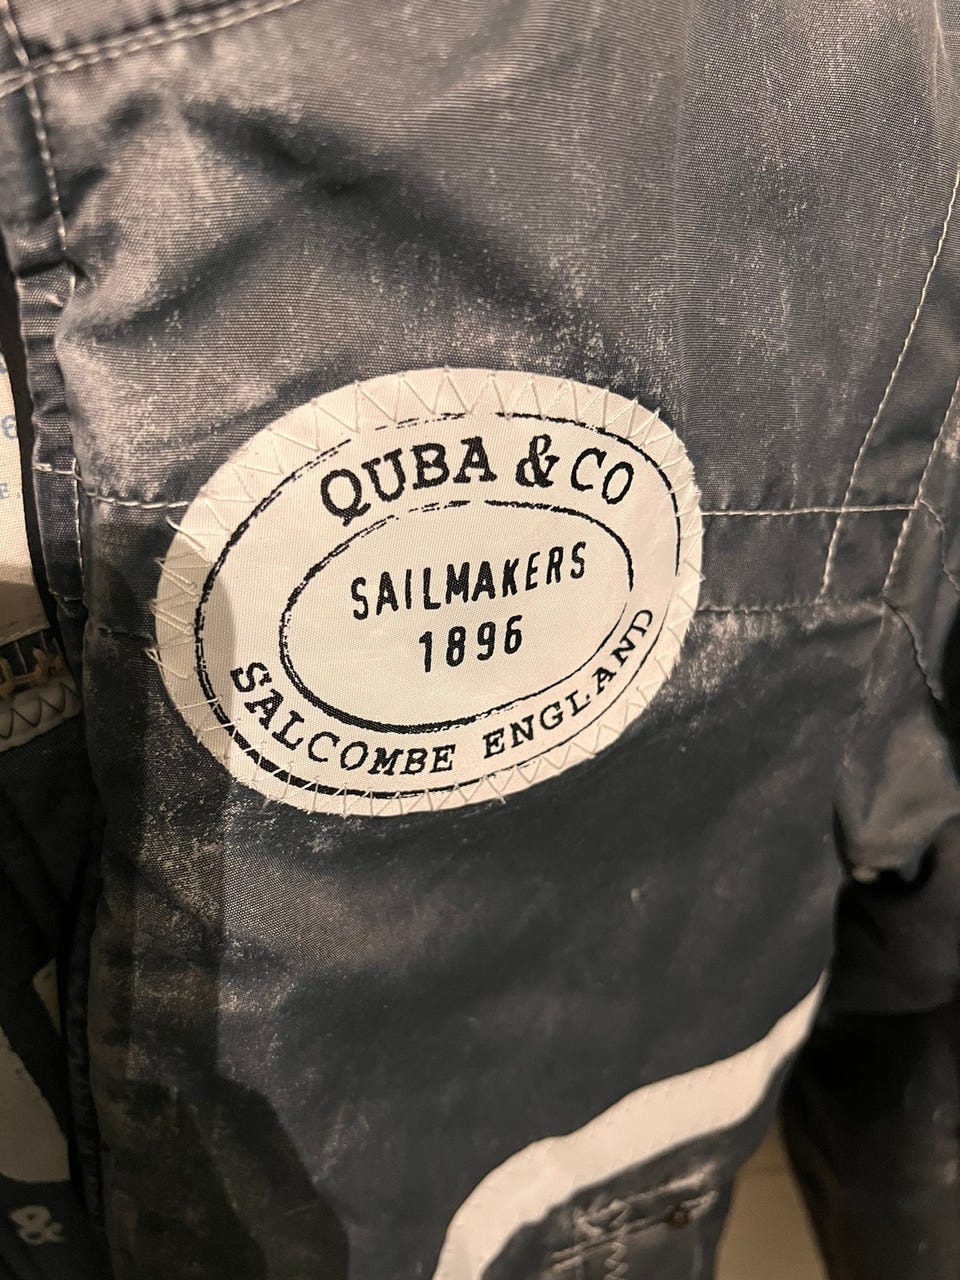 QUBA & CO
SAILMAKERS
1896
SALCOMBE ENGLAND
&